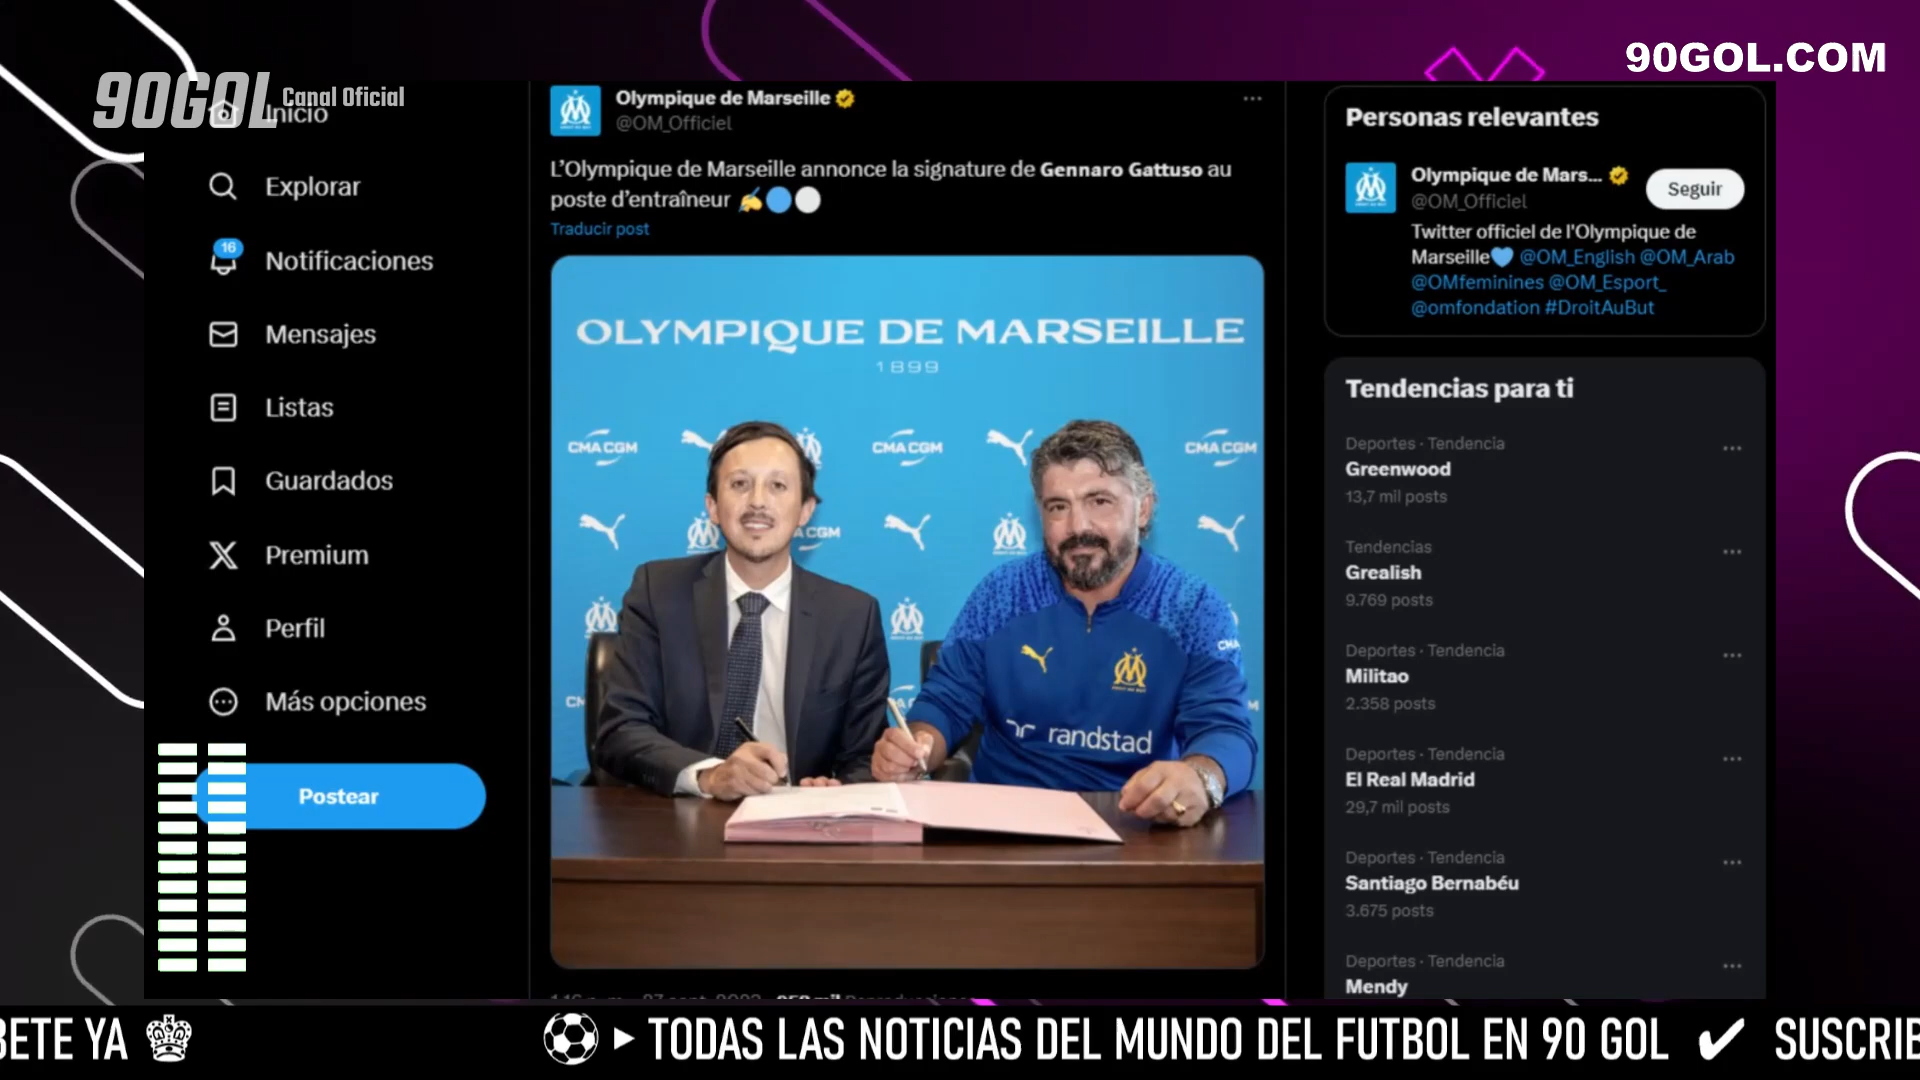 90GOL.COM
90GOL Canal Oficial
Inicio
Explorar
16
Notificaciones
Mensajes
Listas
Guardados
Premium
Perfil
Más opciones
Postear
Olympique de Marseille
@OM_Officiel
L'Olympique de Marseille annonce la signature de Gennaro Gattuso au
poste d'entraîneur ✍️🔵⚪
Traducir post
OLYMPIQUE DE MARSEILLE
1899
CMA CGM
CMA CGM
CMA CGM
A CGM
CMA
randstad
Personas relevantes
Olympique de Mars...
@OM_Officiel
Seguir
Twitter officiel de l'Olympique de
Marseille💙 @OM_English @OM_Arab
@OMfeminines @OM_Esport_
@omfondation #DroitAuBut
Tendencias para ti
Deportes · Tendencia
Greenwood
13,7 mil posts
Tendencias
Grealish
9.769 posts
Deportes · Tendencia
Militao
2.358 posts
Deportes · Tendencia
El Real Madrid
29,7 mil posts
Deportes · Tendencia
Santiago Bernabéu
3.675 posts
Deportes · Tendencia
Mendy
BETE YA
TODAS LAS NOTICIAS DEL MUNDO DEL FUTBOL EN 90 GOL
SUSCRIB